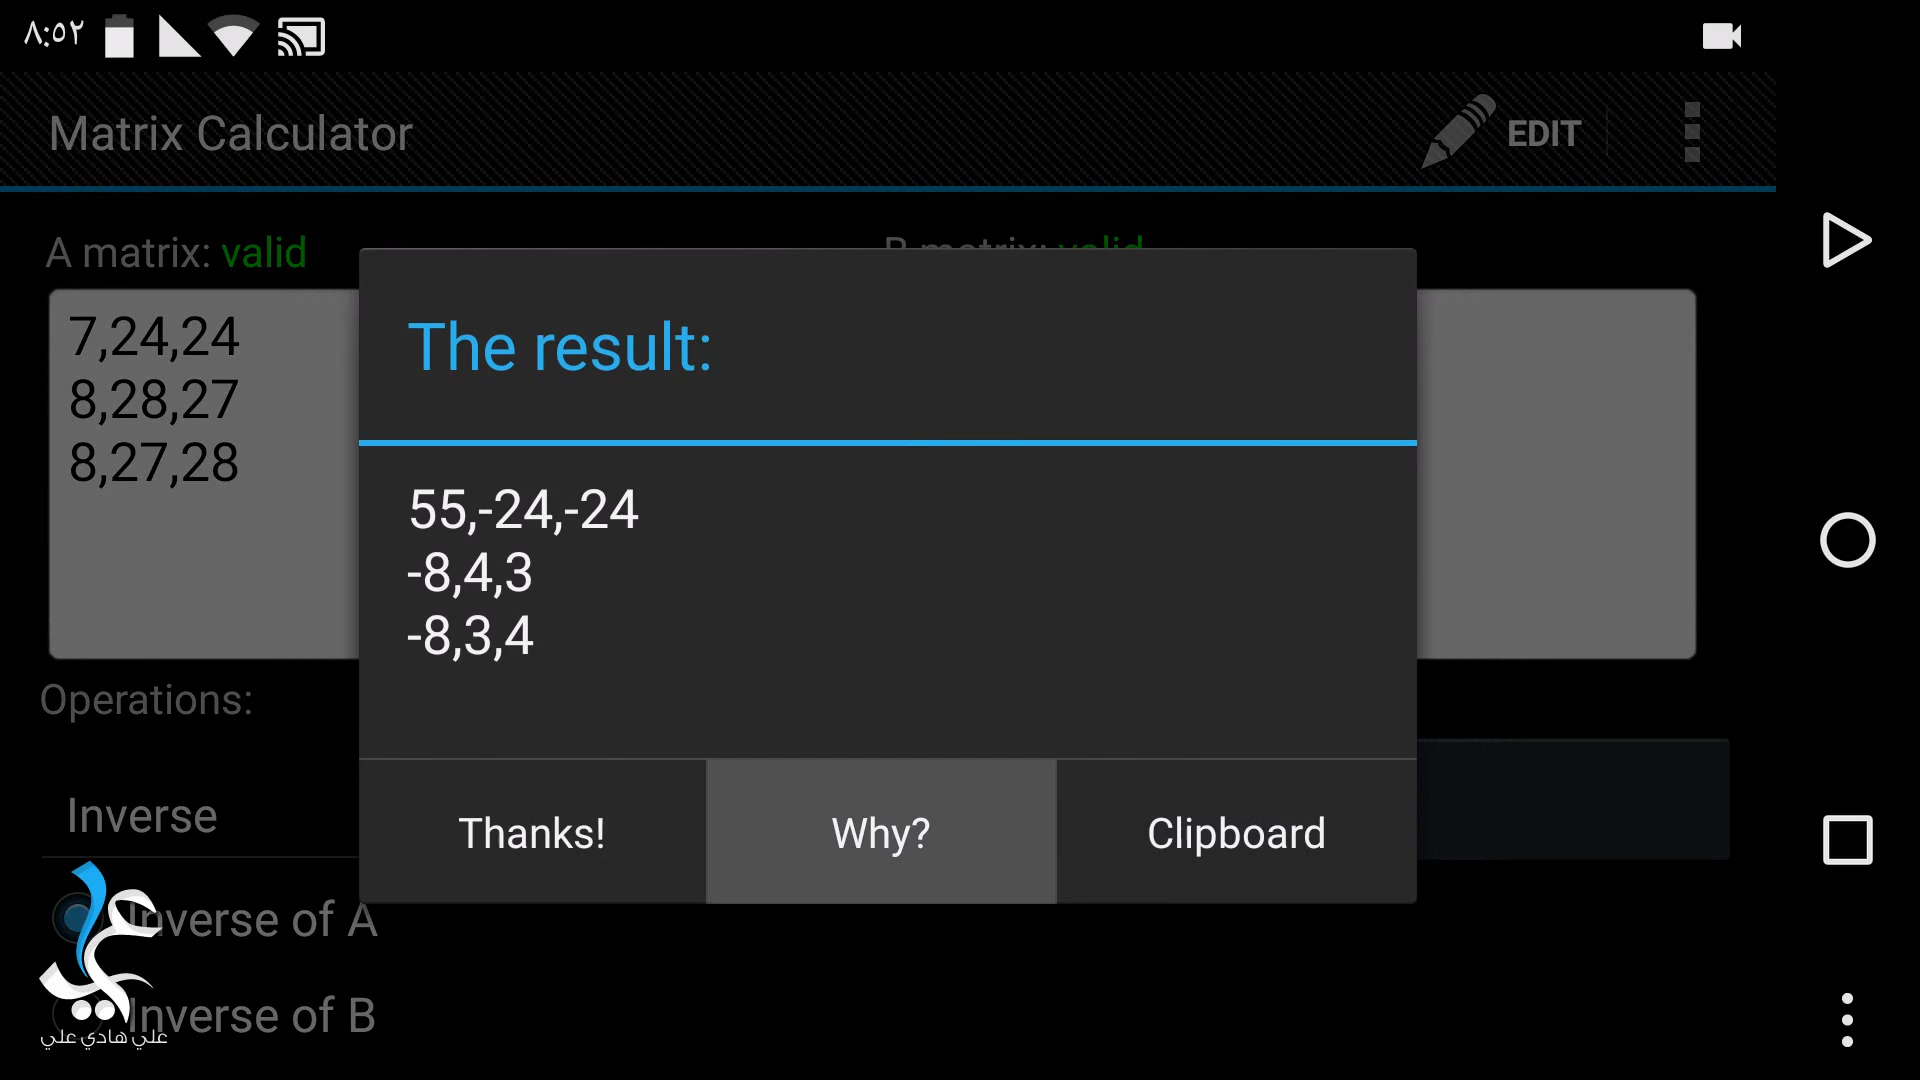 ٨:٥٢
Matrix Calculator
EDIT
A matrix: valid
B matrix: valid
7,24,24
8,28,27
8,27,28
The result:
55,-24,-24
-8,4,3
-8,3,4
Thanks!
Why?
Clipboard
Operations:
Inverse
Inverse of A
Inverse of B
علي هادي علي